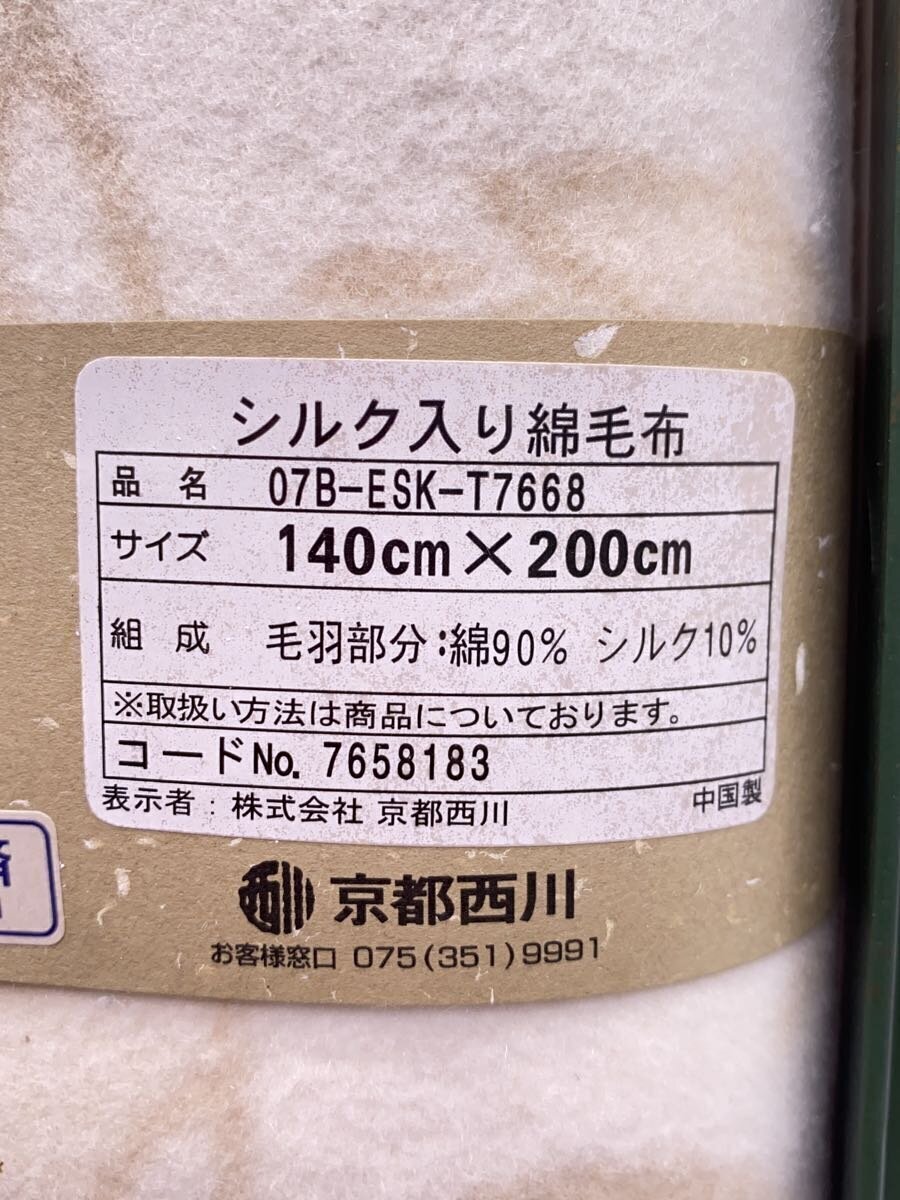 シルク入り綿毛布
品名 07B-ESK-T7668
サイズ 140cm×200cm
組成 毛羽部分:綿90% シルク10%
※取扱い方法は商品についております。
コードNo. 7658183
表示者:株式会社 京都西川 中国製
済
西川 京都西川
お客様窓口 075(351)9991